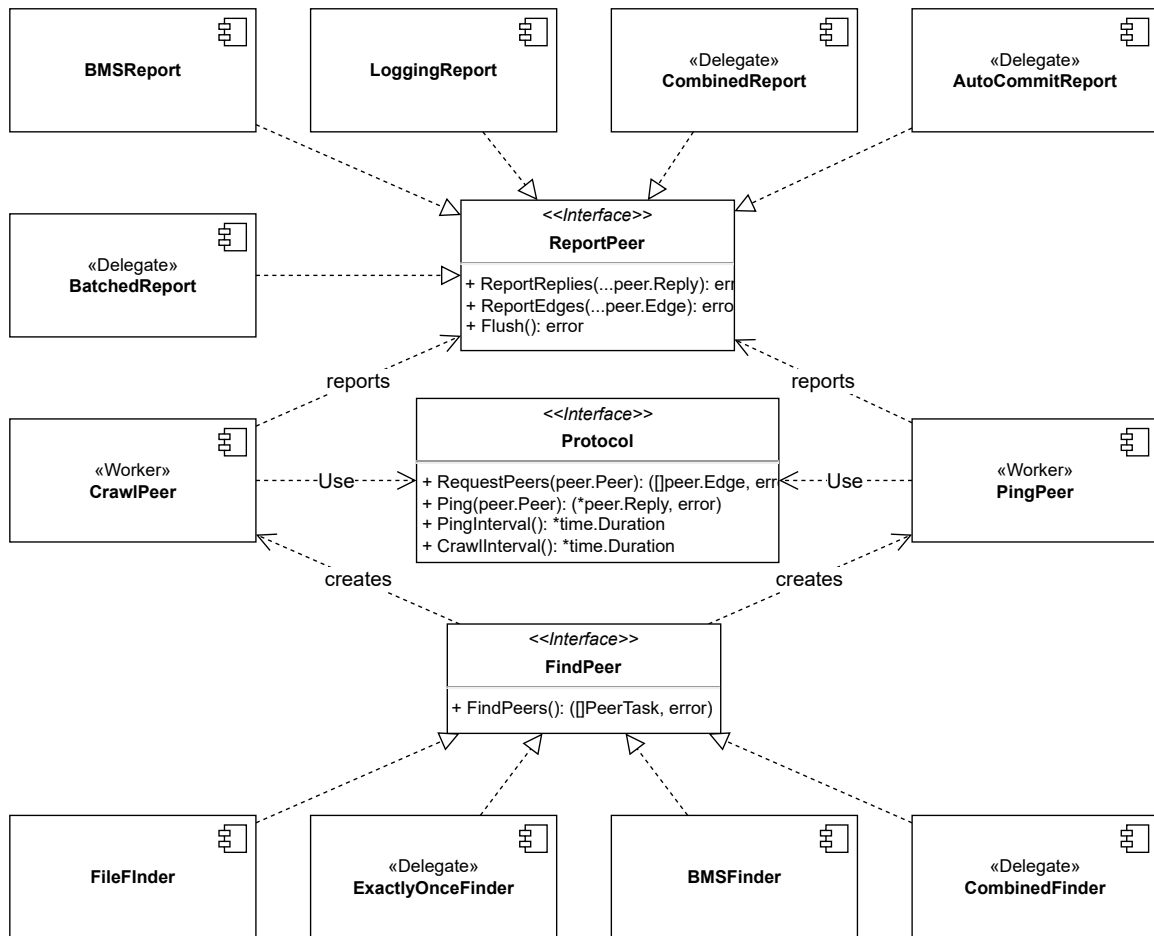 BMSReport
LoggingReport
«Delegate»
CombinedReport
«Delegate»
AutoCommitReport
<<Interface>>
ReportPeer
+ ReportReplies(...peer.Reply): err
+ ReportEdges(...peer.Edge): erro
+ Flush(): error
«Delegate»
BatchedReport
reports
reports
«Worker»
CrawlPeer
Use
<<Interface>>
Protocol
+ RequestPeers(peer.Peer): ([]peer.Edge, err
+ Ping(peer.Peer): (*peer.Reply, error)
+ PingInterval(): *time.Duration
+ CrawlInterval(): *time.Duration
Use
«Worker»
PingPeer
creates
creates
<<Interface>>
FindPeer
+ FindPeers(): ([]PeerTask, error)
FileFInder
«Delegate»
ExactlyOnceFinder
BMSFinder
«Delegate»
CombinedFinder